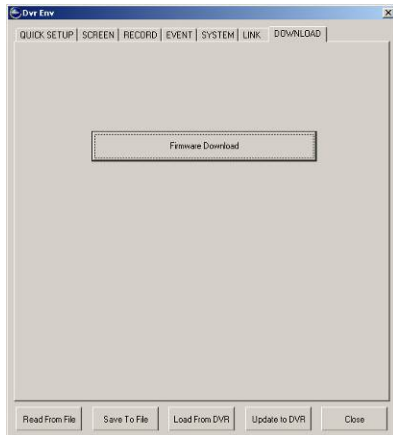 Dvr Env
QUICK SETUP SCREEN RECORD EVENT SYSTEM LINK DOWNLOAD
Firmware Download
Read From File Save To File Load From DVR Update to DVR Close